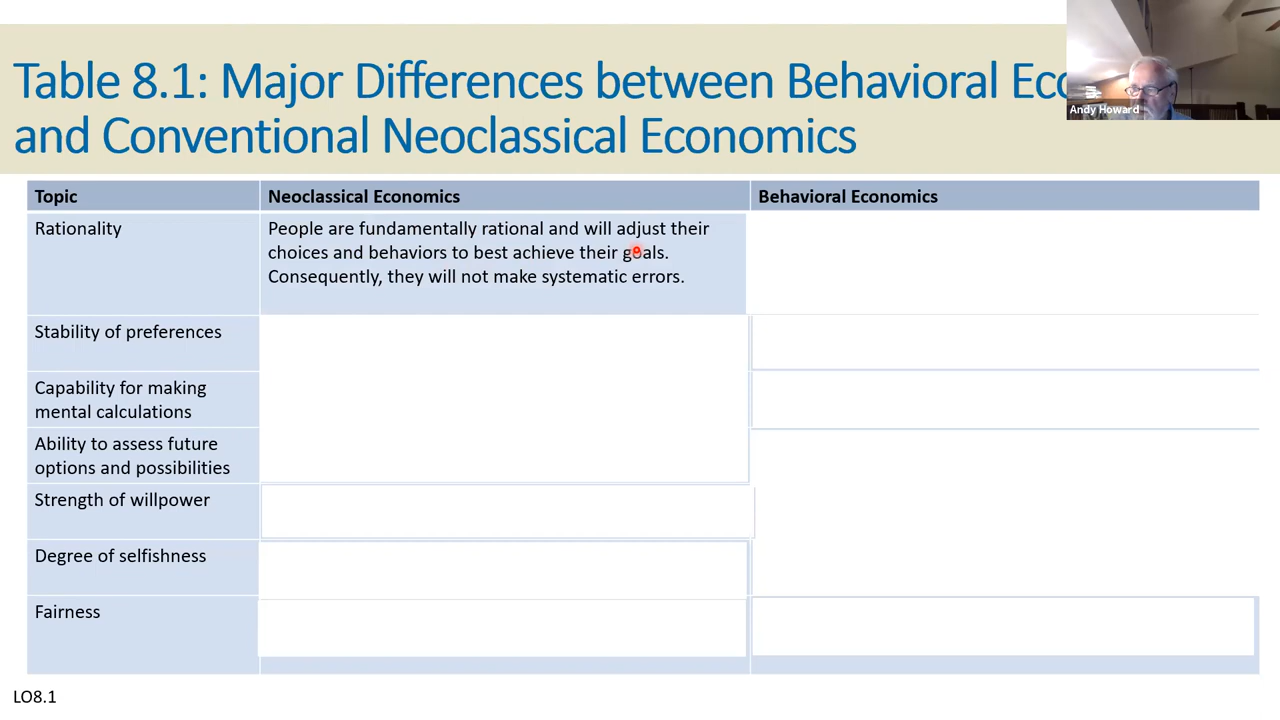 Table 8.1: Major Differences between Behavioral
and Conventional Neoclassical Economics
Andy Howard
Topic
Neoclassical Economics
Behavioral Economics
Rationality
People are fundamentally rational and will adjust their
choices and behaviors to best achieve their goals.
Consequently, they will not make systematic errors.
Stability of preferences
Capability for making
mental calculations
Ability to assess future
options and possibilities
Strength of willpower
Degree of selfishness
Fairness
LO8.1